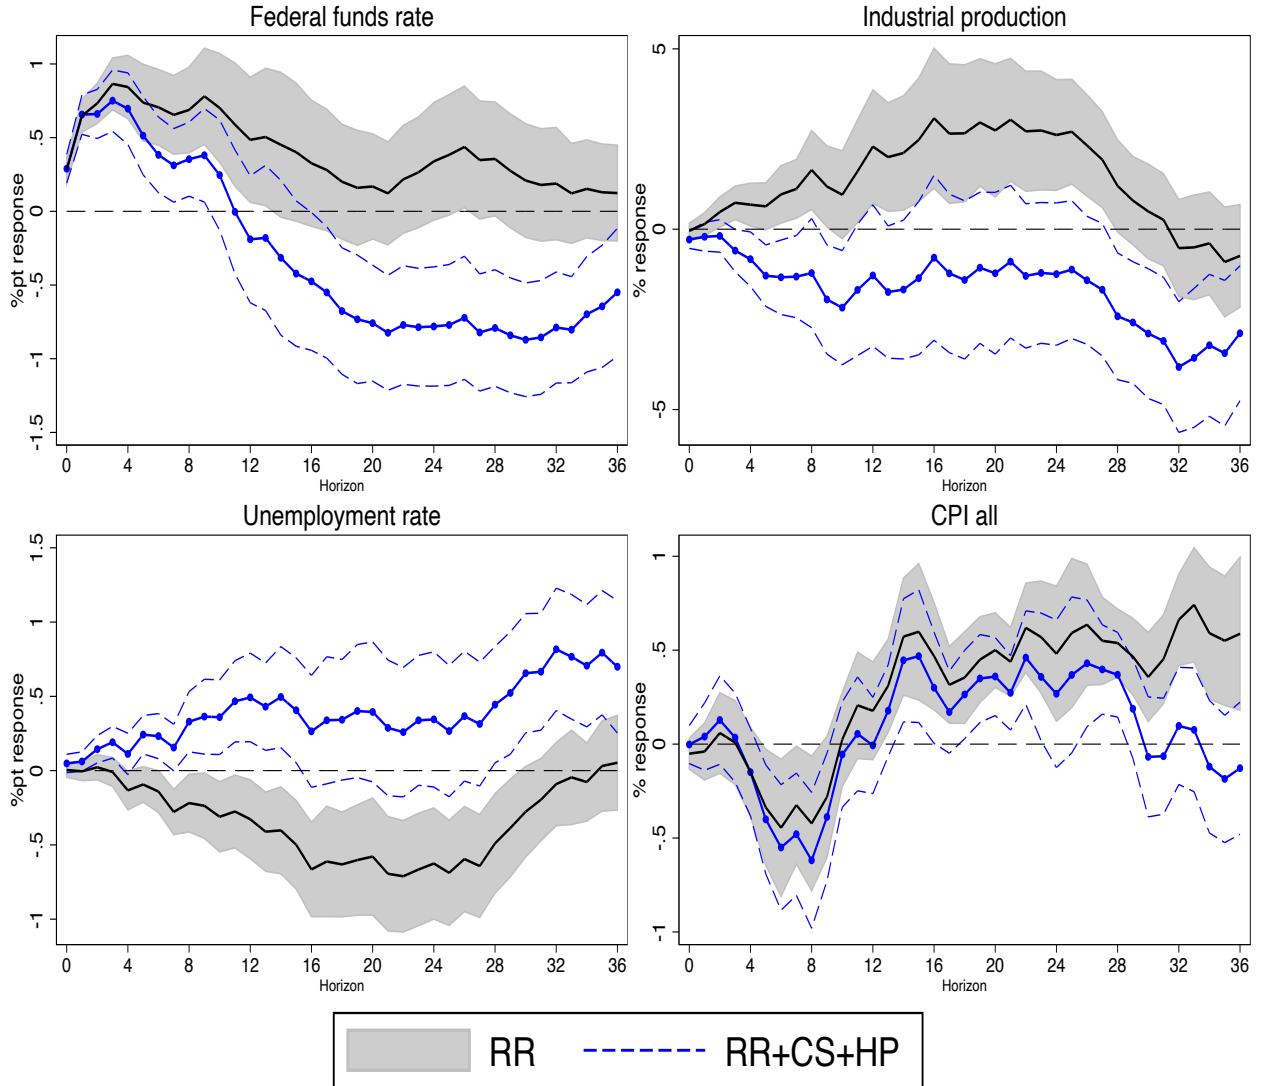 Federal funds rate
%pt response
1
.5
0
-.5
-1
-1.5
0 4 8 12 16 20 24 28 32 36
Horizon
Industrial production
% response
5
0
-5
0 4 8 12 16 20 24 28 32 36
Horizon
Unemployment rate
%pt response
1.5
1
.5
0
-.5
-1
0 4 8 12 16 20 24 28 32 36
Horizon
CPI all
% response
1
.5
0
-.5
-1
0 4 8 12 16 20 24 28 32 36
Horizon
RR RR+CS+HP